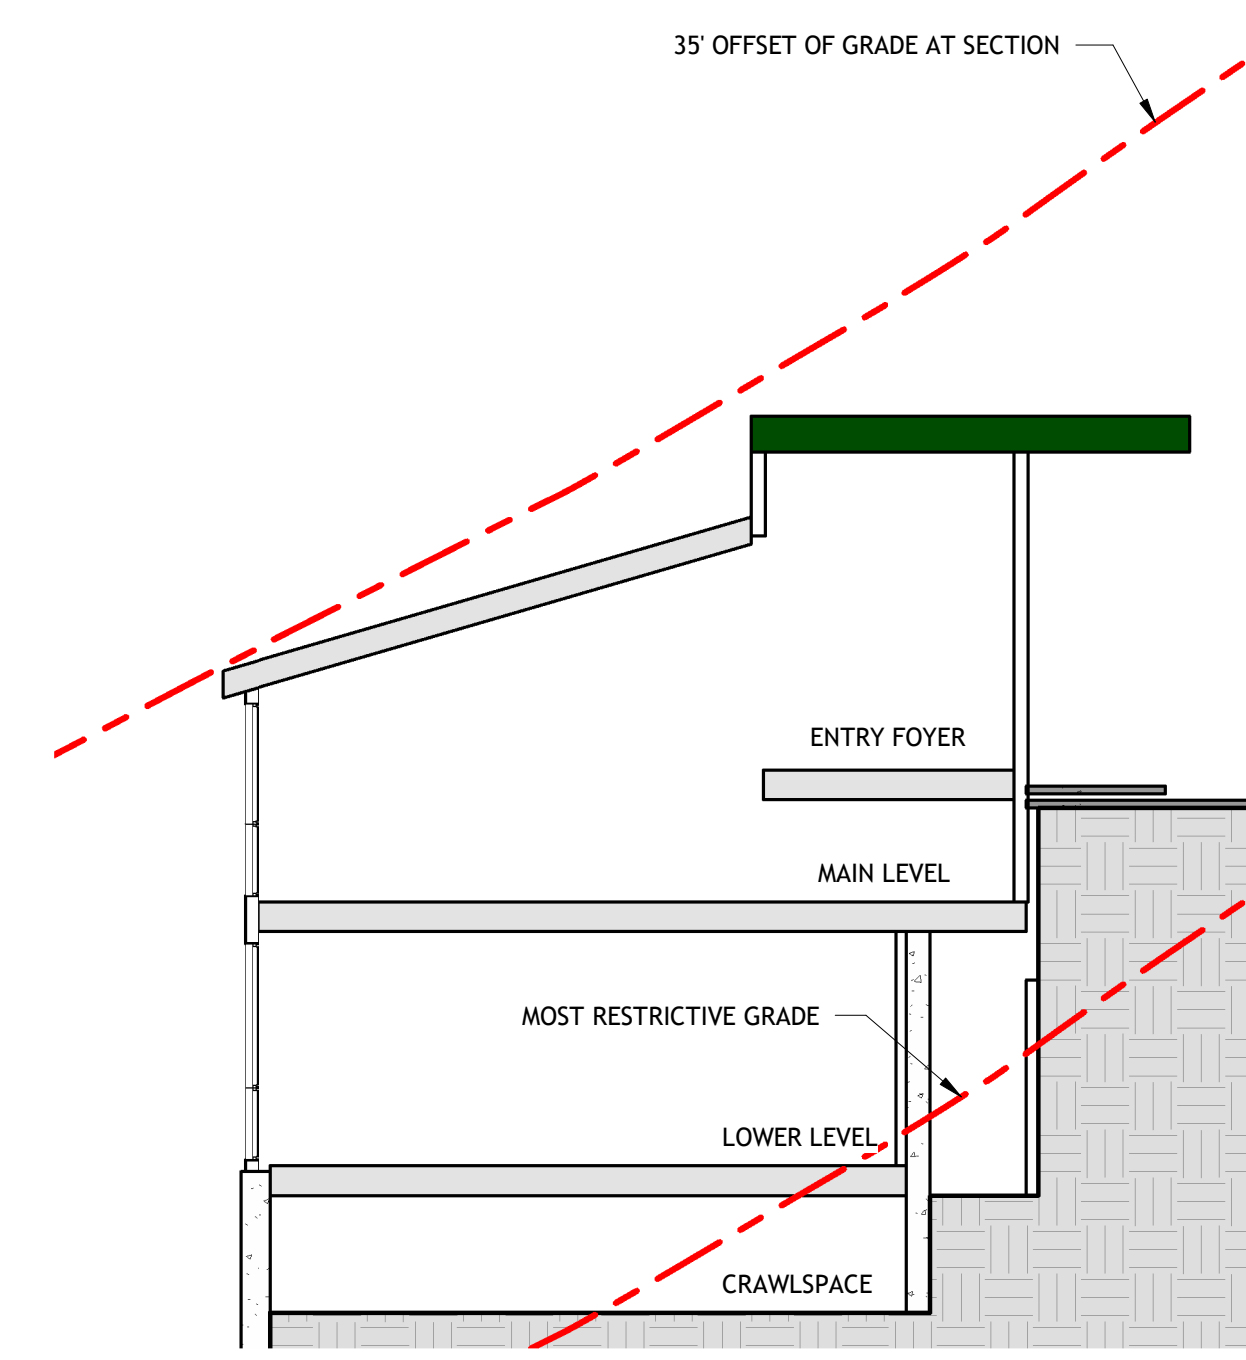 35' OFFSET OF GRADE AT SECTION
ENTRY FOYER
MAIN LEVEL
MOST RESTRICTIVE GRADE
LOWER LEVEL
CRAWLSPACE